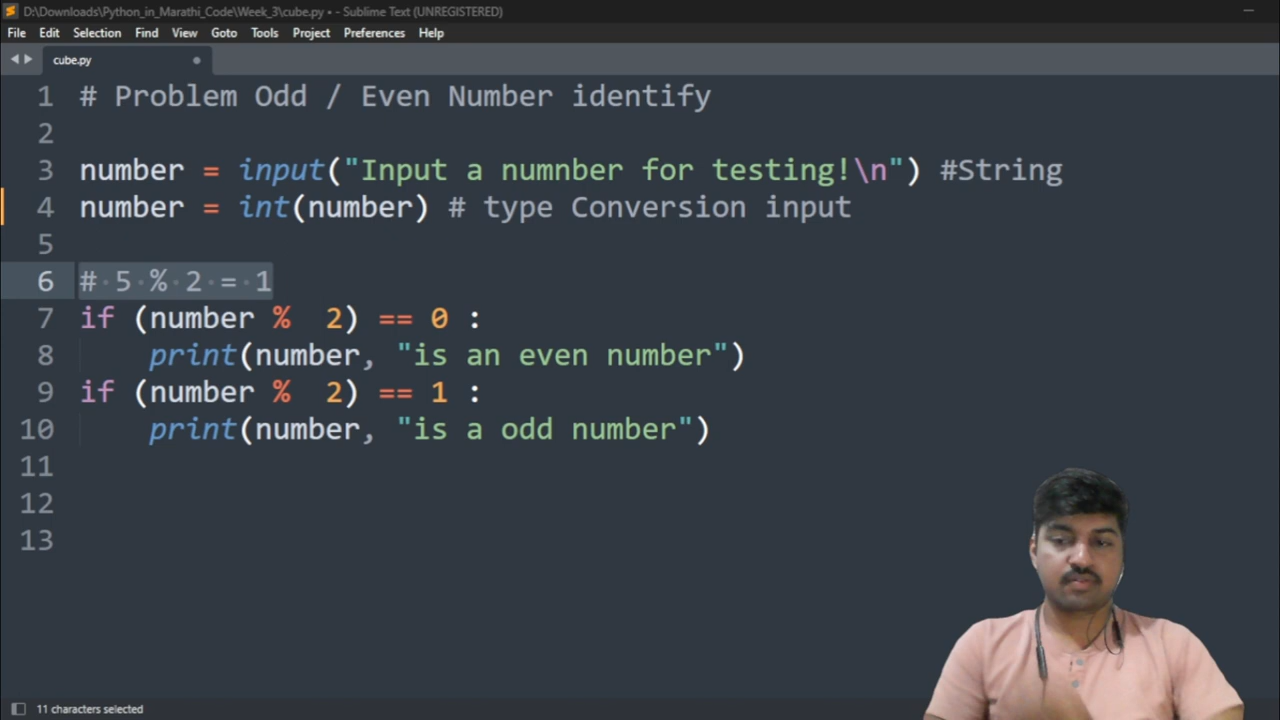 D:\Downloads\Python_in_Marathi_Code\Week_3\cube.py • - Sublime Text (UNREGISTERED)
File Edit Selection Find View Goto Tools Project Preferences Help
cube.py
1 # Problem Odd / Even Number identify
2
3 number = input("Input a numnber for testing!\n") #String
4 number = int(number) # type Conversion input
5
6 # 5 % 2 = 1
7 if (number %  2) == 0 :
8     print(number, "is an even number")
9 if (number %  2) == 1 :
10     print(number, "is a odd number")
11
12
13
11 characters selected